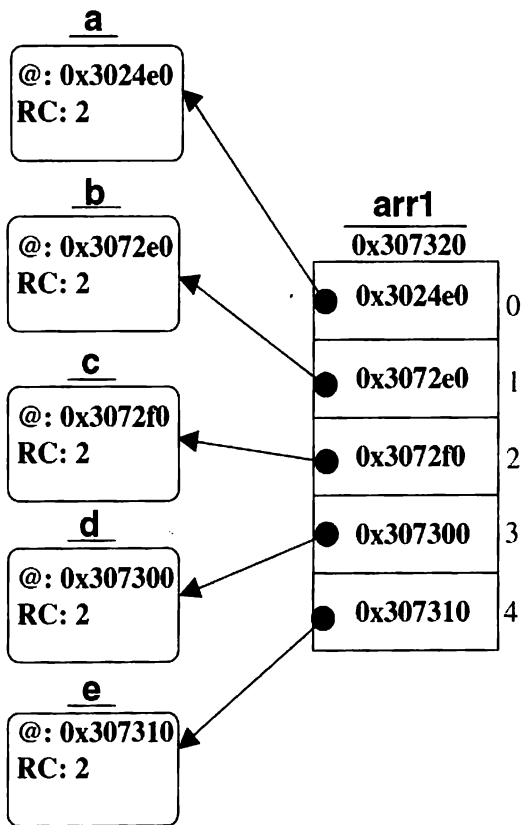 a
@: 0x3024e0
RC: 2
b
@: 0x3072e0
RC: 2
c
@: 0x3072f0
RC: 2
d
@: 0x307300
RC: 2
e
@: 0x307310
RC: 2
arr1
0x307320
0x3024e0 0
0x3072e0 1
0x3072f0 2
0x307300 3
0x307310 4